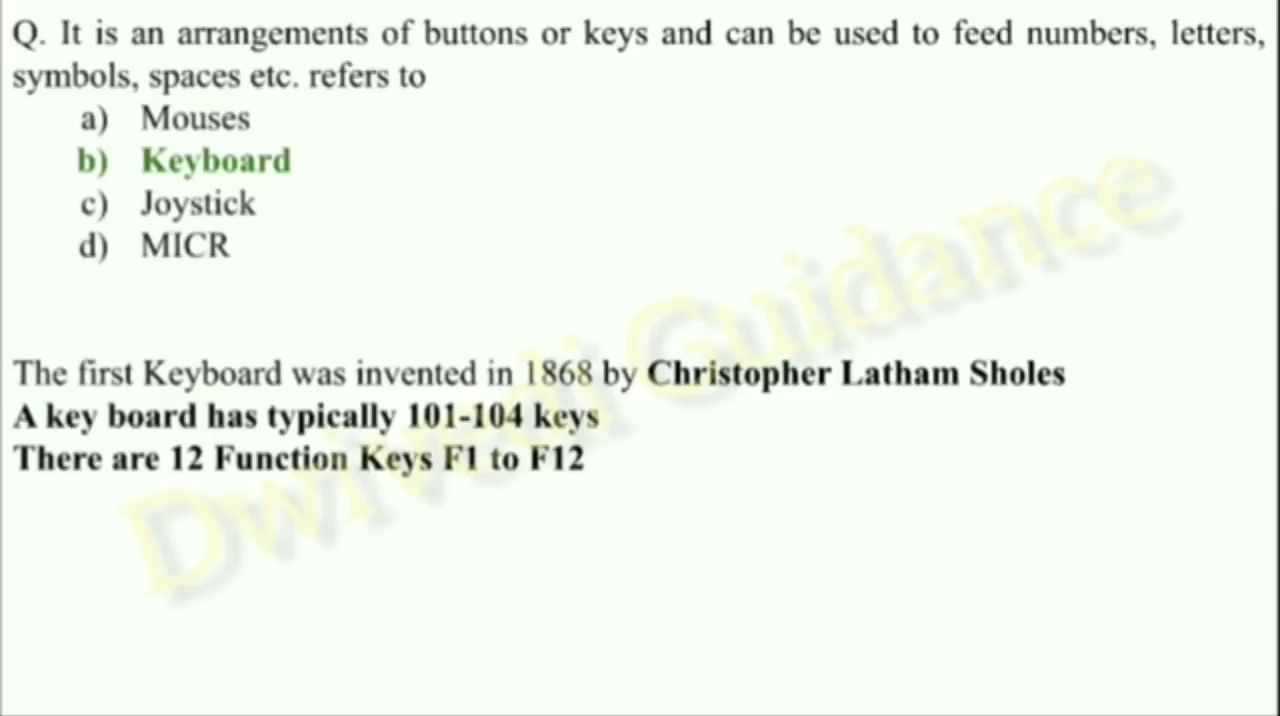 Q. It is an arrangements of buttons or keys and can be used to feed numbers, letters,
symbols, spaces etc. refers to
a) Mouses
b) Keyboard
c) Joystick
d) MICR
The first Keyboard was invented in 1868 by Christopher Latham Sholes
A key board has typically 101-104 keys
There are 12 Function Keys F1 to F12
Dwivedi Guidance